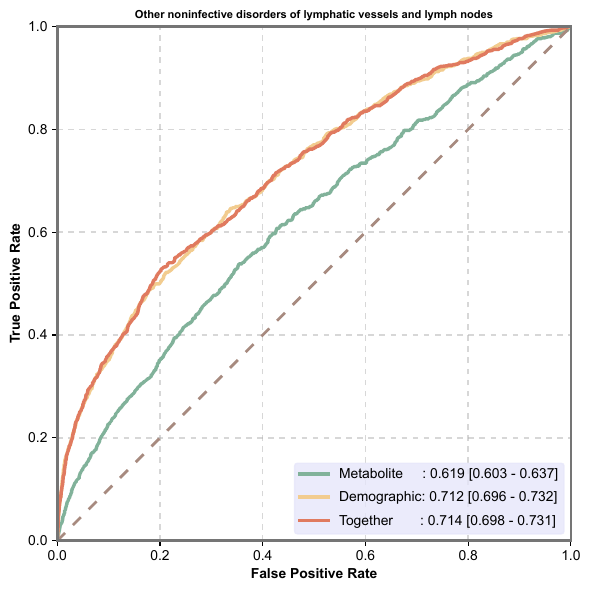 Other noninfective disorders of lymphatic vessels and lymph nodes
1.0
0.8
0.6
0.4
0.2
0.0
True Positive Rate
Metabolite : 0.619 [0.603 - 0.637]
Demographic: 0.712 [0.696 - 0.732]
Together : 0.714 [0.698 - 0.731]
0.0 0.2 0.4 0.6 0.8 1.0
False Positive Rate